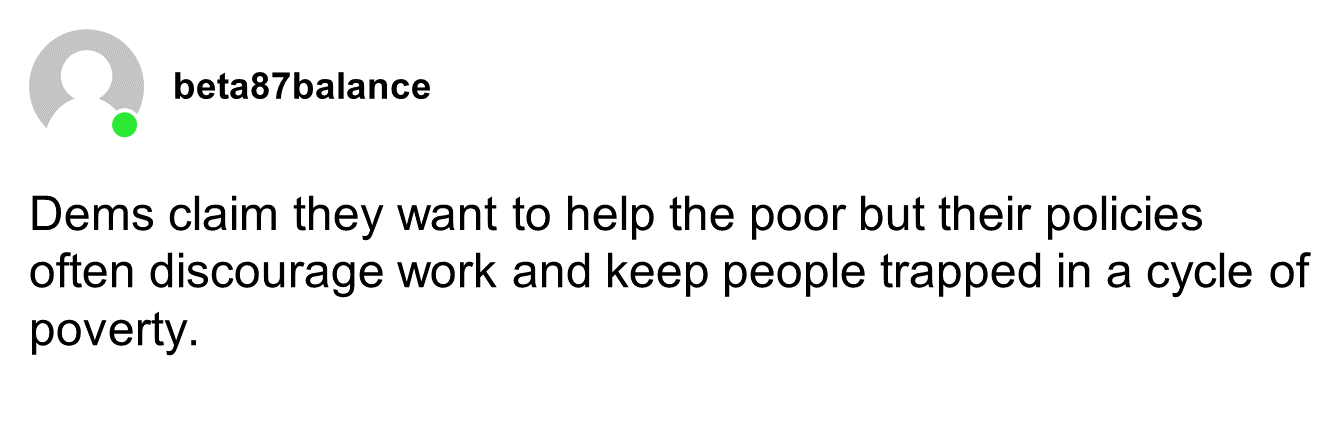 beta87balance
Dems claim they want to help the poor but their policies
often discourage work and keep people trapped in a cycle of
poverty.